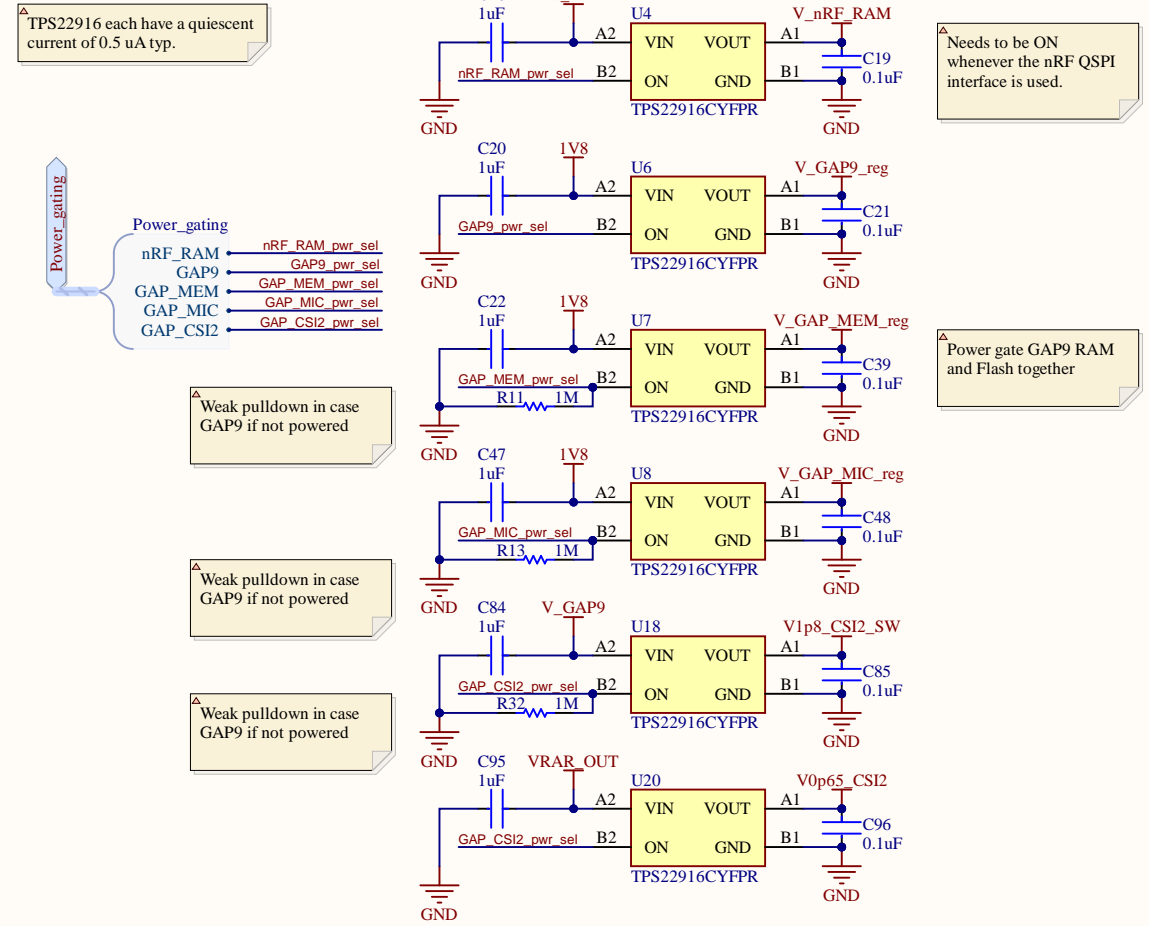 TPS22916 each have a quiescent
current of 0.5 uA typ.
1uF
U4
A2
VIN
VOUT
A1
V_nRF_RAM
nRF_RAM_pwr_sel
B2
ON
GND
B1
C19
0.1uF
TPS22916CYFPR
GND
GND
Needs to be ON
whenever the nRF QSPI
interface is used.
Power_gating
Power_gating
nRF_RAM
nRF_RAM_pwr_sel
GAP9
GAP9_pwr_sel
GAP_MEM
GAP_MEM_pwr_sel
GAP_MIC
GAP_MIC_pwr_sel
GAP_CSI2
GAP_CSI2_pwr_sel
C20
1uF
1V8
U6
A2
VIN
VOUT
A1
V_GAP9_reg
GAP9_pwr_sel
B2
ON
GND
B1
C21
0.1uF
TPS22916CYFPR
GND
GND
C22
1uF
1V8
U7
A2
VIN
VOUT
A1
V_GAP_MEM_reg
GAP_MEM_pwr_sel
B2
ON
GND
B1
C39
0.1uF
R11
1M
TPS22916CYFPR
GND
GND
Power gate GAP9 RAM
and Flash together
Weak pulldown in case
GAP9 if not powered
C47
1uF
1V8
U8
A2
VIN
VOUT
A1
V_GAP_MIC_reg
GAP_MIC_pwr_sel
B2
ON
GND
B1
C48
0.1uF
R13
1M
TPS22916CYFPR
GND
GND
Weak pulldown in case
GAP9 if not powered
C84
1uF
V_GAP9
U18
A2
VIN
VOUT
A1
V1p8_CSI2_SW
GAP_CSI2_pwr_sel
B2
ON
GND
B1
C85
0.1uF
R32
1M
TPS22916CYFPR
GND
GND
Weak pulldown in case
GAP9 if not powered
C95
1uF
VRAR_OUT
U20
A2
VIN
VOUT
A1
V0p65_CSI2
GAP_CSI2_pwr_sel
B2
ON
GND
B1
C96
0.1uF
TPS22916CYFPR
GND
GND